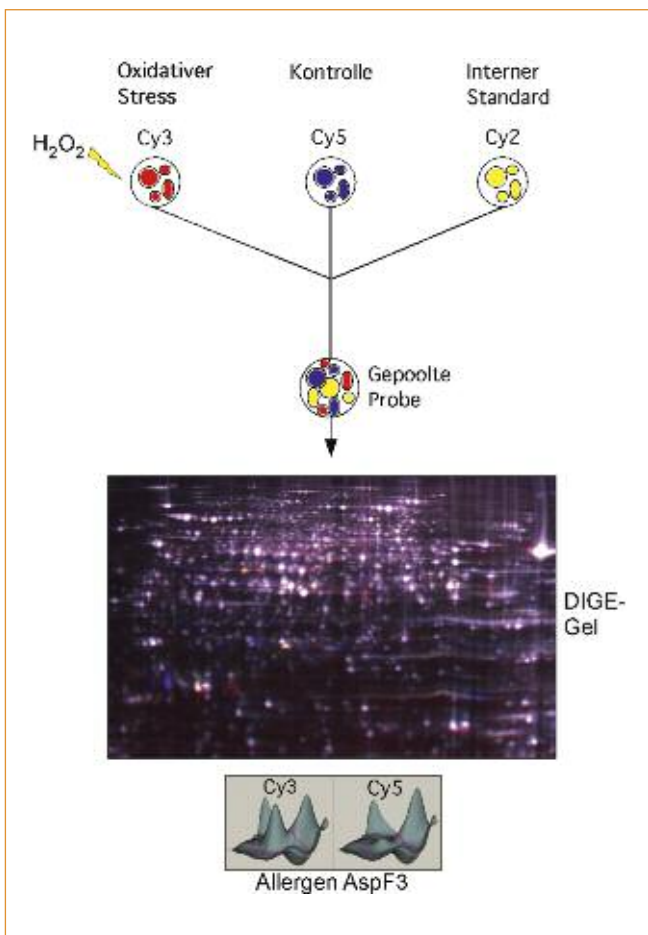 Oxidativer
Stress
Kontrolle
Interner
Standard
Cy3
Cy5
Cy2
H₂O₂
Gepoolte
Probe
DIGE-
Gel
Cy3
Cy5
Allergen AspF3